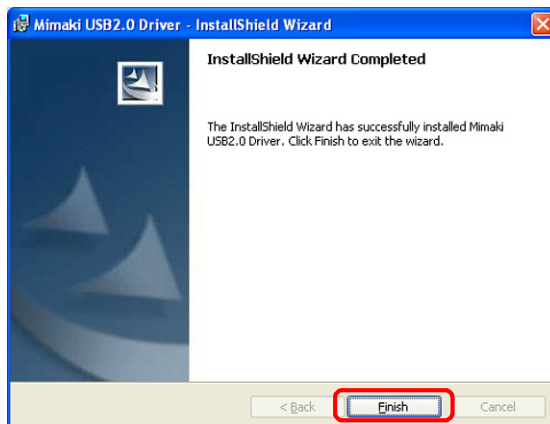 Mimaki USB2.0 Driver - InstallShield Wizard
InstallShield Wizard Completed
The InstallShield Wizard has successfully installed Mimaki
USB2.0 Driver. Click Finish to exit the wizard.
< Back Finish Cancel